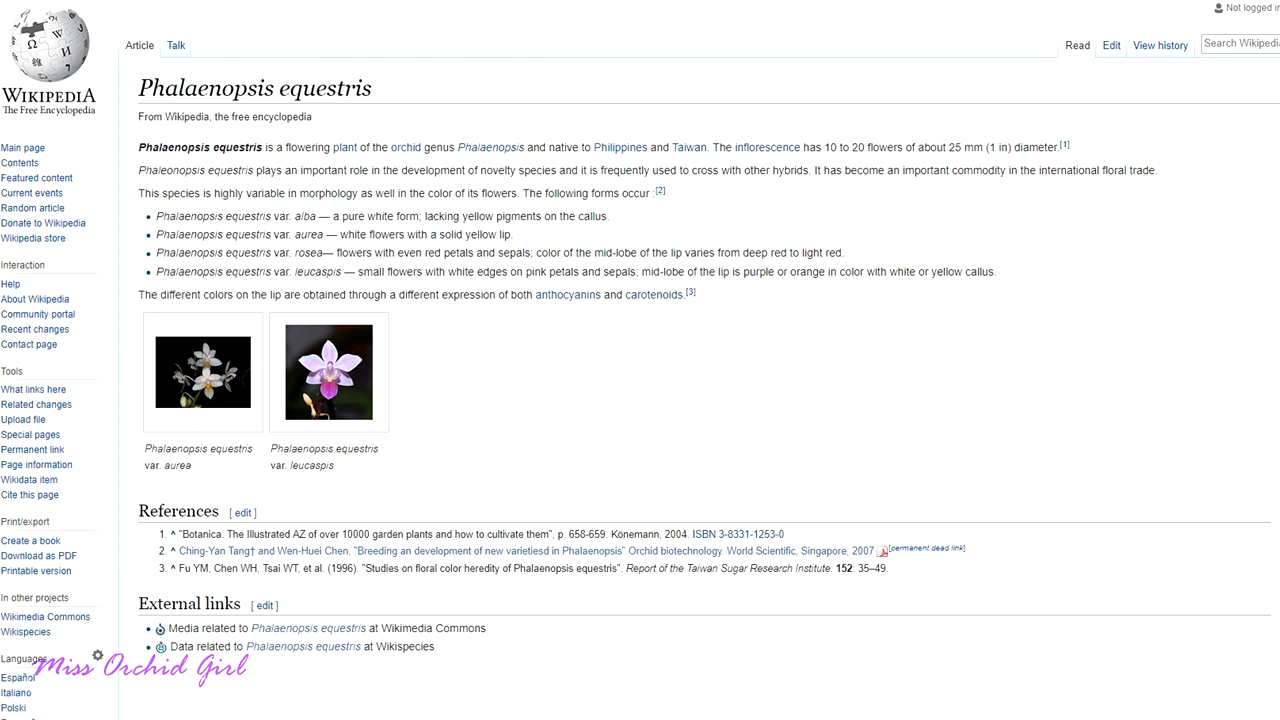 Not logged in
WIKIPEDIA
The Free Encyclopedia
Article Talk
Read Edit View history Search Wikipedia
Phalaenopsis equestris
From Wikipedia, the free encyclopedia
Phalaenopsis equestris is a flowering plant of the orchid genus Phalaenopsis and native to Philippines and Taiwan. The inflorescence has 10 to 20 flowers of about 25 mm (1 in) diameter.[1]
Phaleonopsis equestris plays an important role in the development of novelty species and it is frequently used to cross with other hybrids. It has become an important commodity in the international floral trade.
This species is highly variable in morphology as well in the color of its flowers. The following forms occur :[2]
Phalaenopsis equestris var. alba — a pure white form; lacking yellow pigments on the callus.
Phalaenopsis equestris var. aurea — white flowers with a solid yellow lip.
Phalaenopsis equestris var. rosea— flowers with even red petals and sepals; color of the mid-lobe of the lip varies from deep red to light red.
Phalaenopsis equestris var. leucaspis — small flowers with white edges on pink petals and sepals; mid-lobe of the lip is purple or orange in color with white or yellow callus.
The different colors on the lip are obtained through a different expression of both anthocyanins and carotenoids.[3]
Phalaenopsis equestris
var. aurea
Phalaenopsis equestris
var. leucaspis
References [ edit ]
1. ^ "Botanica. The Illustrated AZ of over 10000 garden plants and how to cultivate them", p. 658-659. Könemann, 2004. ISBN 3-8331-1253-0
2. ^ Ching-Yan Tang† and Wen-Huei Chen, "Breeding an development of new varietiesd in Phalaenopsis" Orchid biotechnology. World Scientific, Singapore, 2007 [permanent dead link]
3. ^ Fu YM, Chen WH, Tsai WT, et al. (1996). "Studies on floral color heredity of Phalaenopsis equestris". Report of the Taiwan Sugar Research Institute. 152: 35–49.
External links [ edit ]
Media related to Phalaenopsis equestris at Wikimedia Commons
Data related to Phalaenopsis equestris at Wikispecies
Main page
Contents
Featured content
Current events
Random article
Donate to Wikipedia
Wikipedia store
Interaction
Help
About Wikipedia
Community portal
Recent changes
Contact page
Tools
What links here
Related changes
Upload file
Special pages
Permanent link
Page information
Wikidata item
Cite this page
Print/export
Create a book
Download as PDF
Printable version
In other projects
Wikimedia Commons
Wikispecies
Languages
Miss Orchid Girl
Español
Italiano
Polski